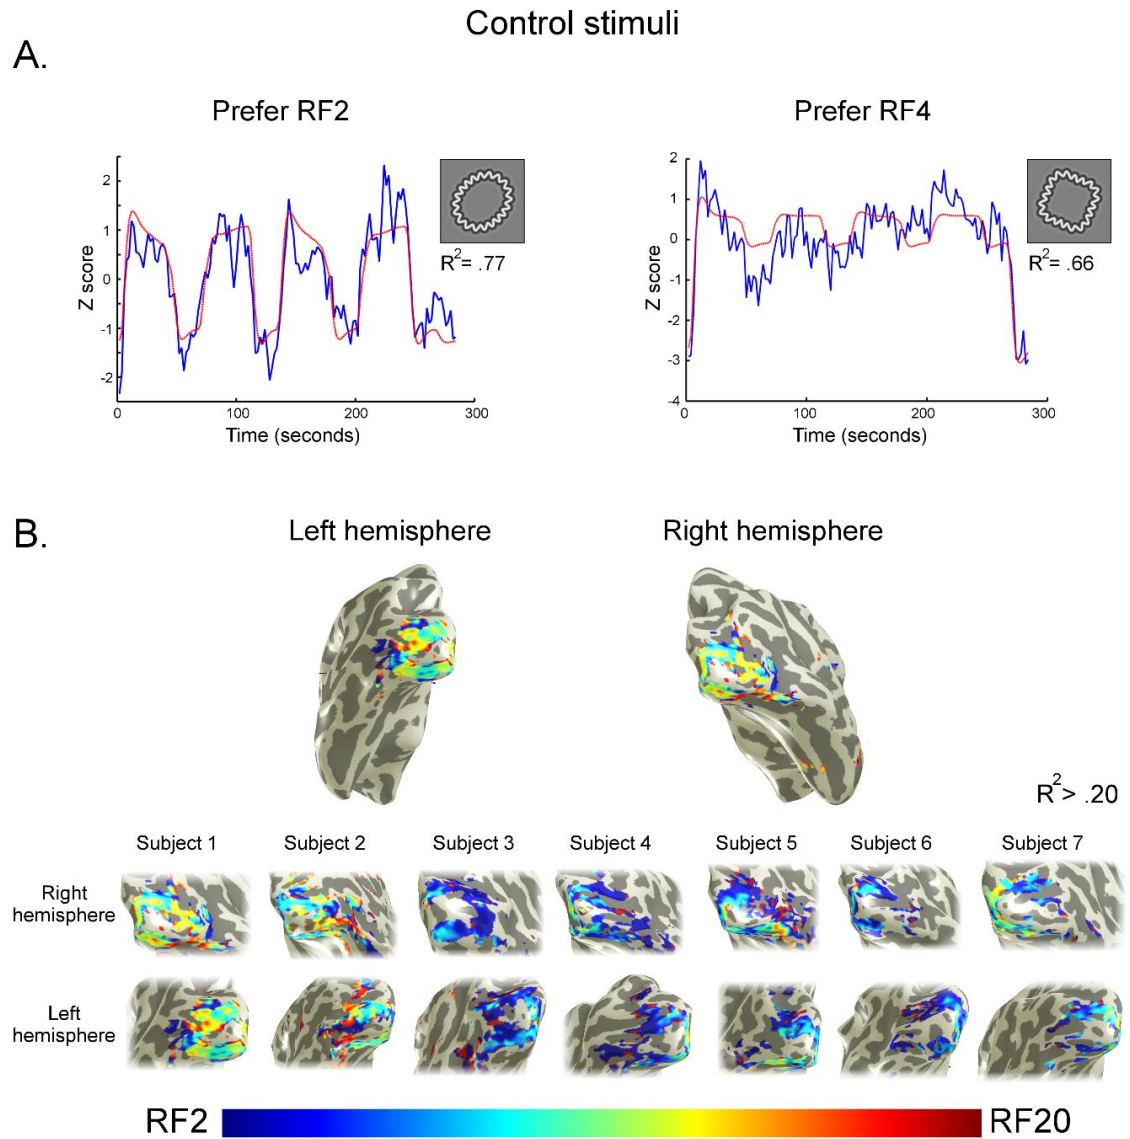 Control stimuli
A.
Prefer RF2
Prefer RF4
2
1
0
-1
-2
Z score
0
100
200
300
Time (seconds)
R2= .77
2
1
0
-1
-2
-3
-4
Z score
0
100
200
300
Time (seconds)
R2= .66
B.
Left hemisphere
Right hemisphere
R2> .20
Subject 1
Subject 2
Subject 3
Subject 4
Subject 5
Subject 6
Subject 7
Right
hemisphere
Left
hemisphere
RF2
RF20